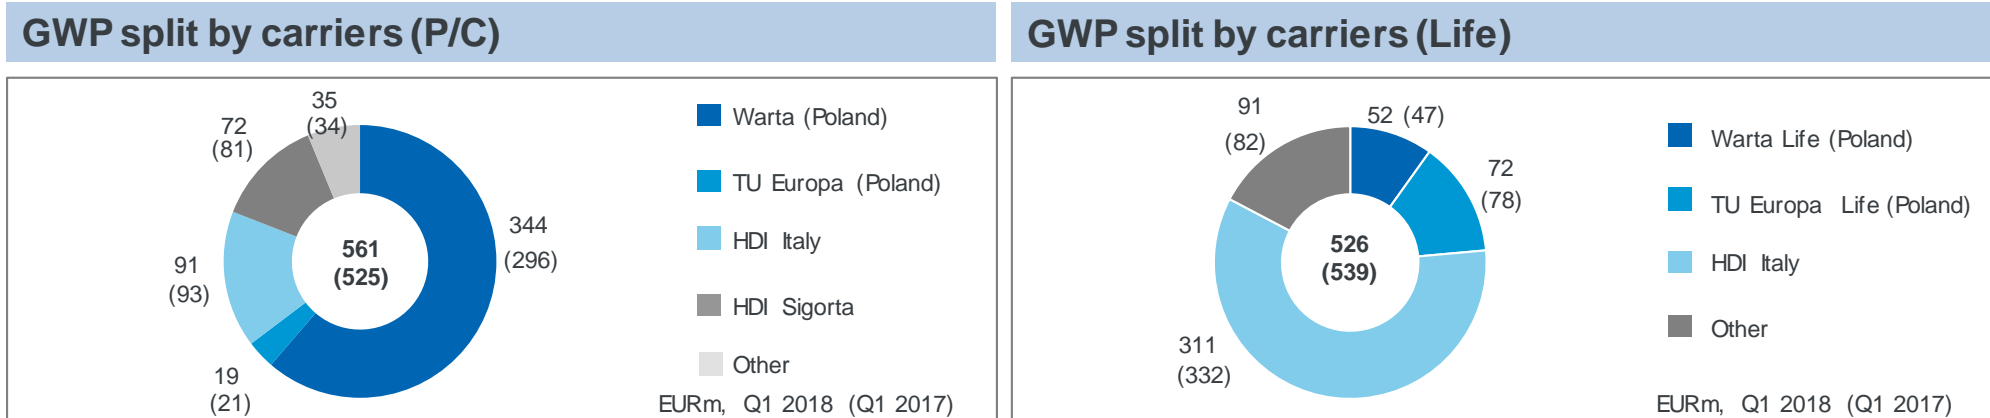 GWP split by carriers (P/C)
35
(34)
72
(81)
344
(296)
91
(93)
19
(21)
561
(525)
Warta (Poland)
TU Europa (Poland)
HDI Italy
HDI Sigorta
Other
EURm, Q1 2018 (Q1 2017)
GWP split by carriers (Life)
91
(82)
52 (47)
72
(78)
311
(332)
526
(539)
Warta Life (Poland)
TU Europa Life (Poland)
HDI Italy
Other
EURm, Q1 2018 (Q1 2017)